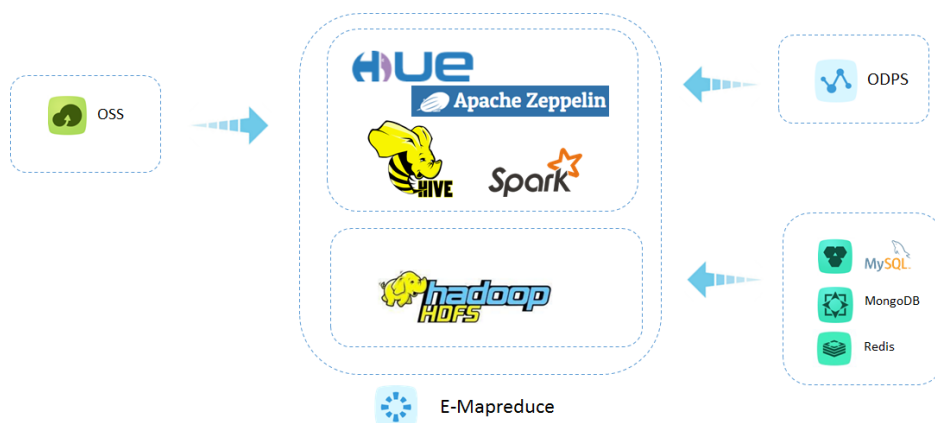 HUE
Apache Zeppelin
OSS
HIVE
Spark
ODPS
hadoop
HDFS
MySQL
MongoDB
Redis
E-Mapreduce